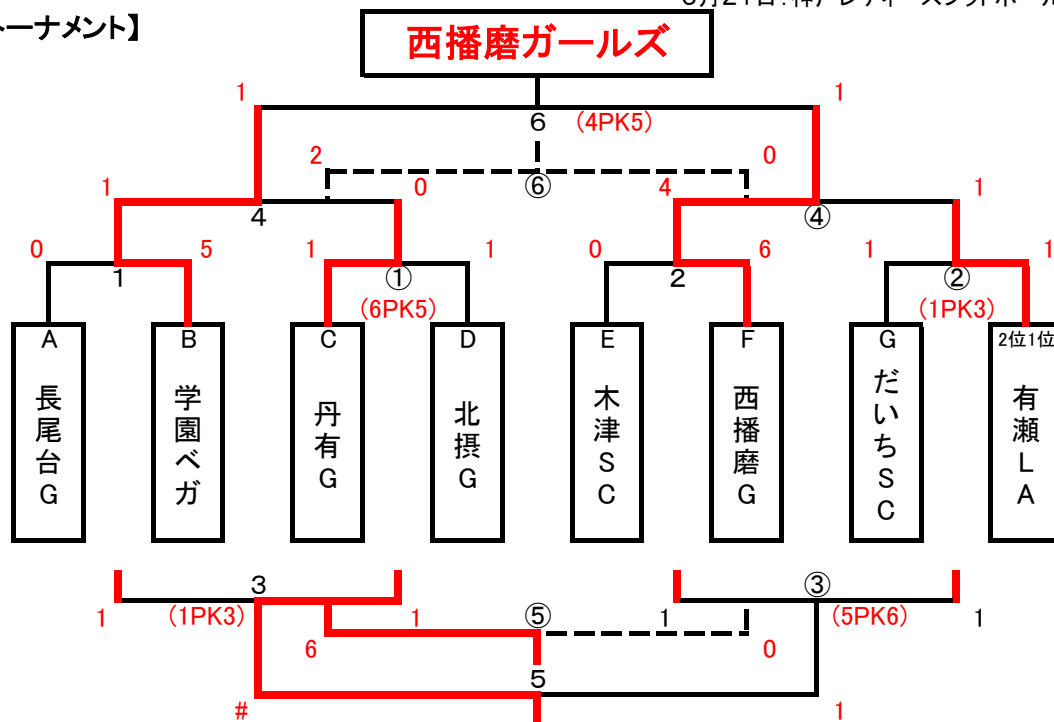 トーナメント】
西播磨ガールズ
1 1
6 (4PK5)
2 0
⑥
1 0 4 1
4 ④
0 5 1 1 0 6 1 1
1 ① 2 ②
(6PK5) (1PK3)
A B C D E F G 2位1位
長尾台G
学園ベガ
丹有G
北摂G
木津SC
西播磨G
だいちSC
有瀬LA
3 ③
1 (1PK3) 1 ⑤ 1 (5PK6) 1
6 0
5
# 1